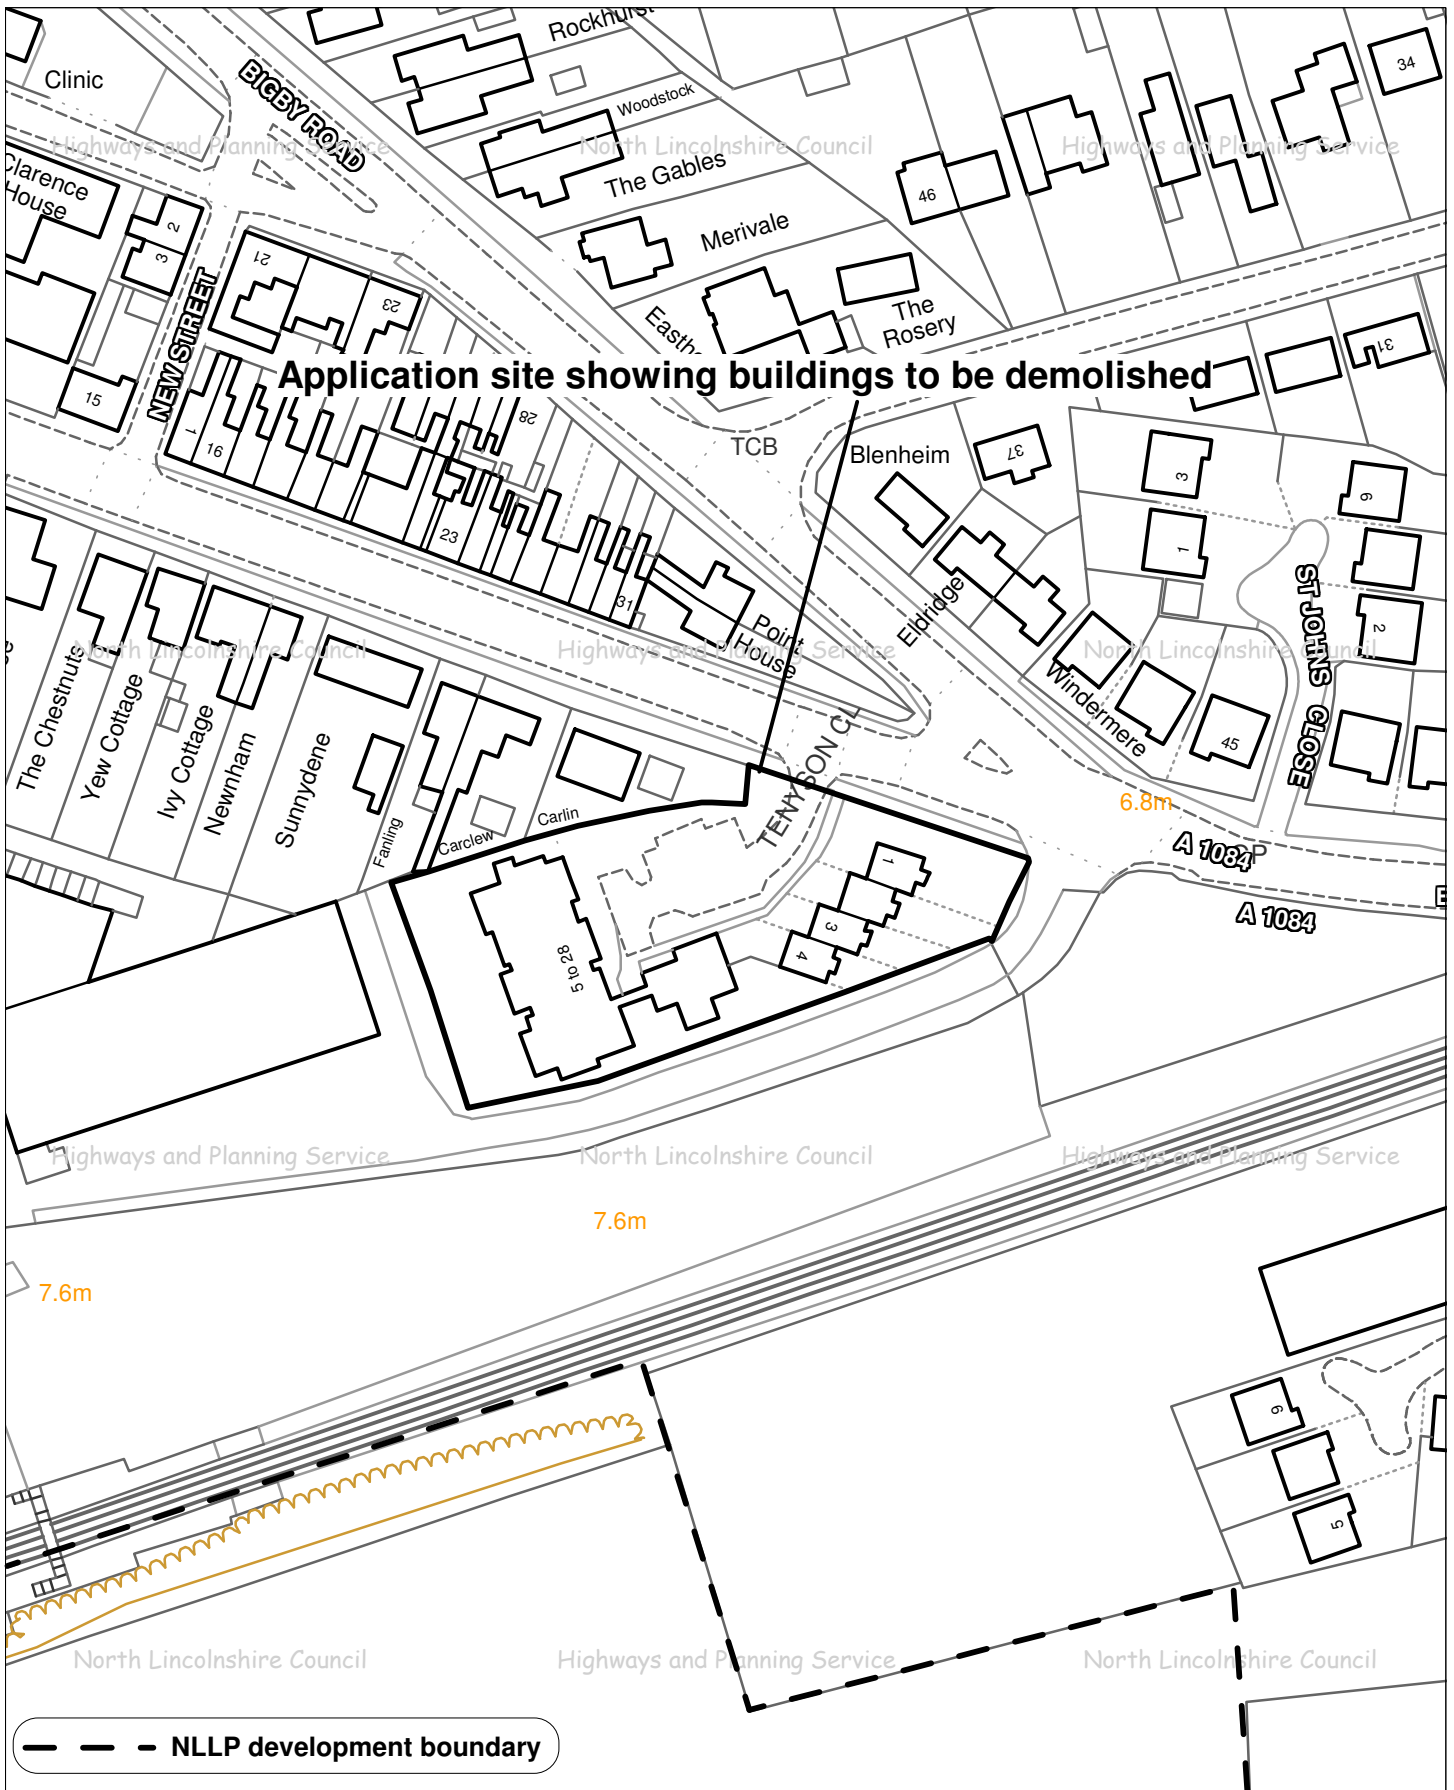 Rockhurst
Clinic
BIGBY ROAD
34
Woodstock
Highways and Planning Service
North Lincolnshire Council
Highways and Planning Service
Clarence
House
The Gables
46
2
3
Merivale
21
23
The
Rosery
NEW STREET
31
Application site showing buildings to be demolished
15
28
1
16
TCB
Blenheim
37
3
6
23
1
Eldridge
ST JOHNS CLOSE
31
Point
House
2
North Lincolnshire Council
Highways and Planning Service
North Lincolnshire Council
The Chestnuts
Yew Cottage
Ivy Cottage
Newnham
Sunnydene
Windermere
45
TENYSON CL
6.8m
Fanling
Carclew
Carlin
A 1084
A 1084
1
3
4
5 to 28
Highways and Planning Service
North Lincolnshire Council
Highways and Planning Service
7.6m
7.6m
6
5
North Lincolnshire Council
Highways and Planning Service
North Lincolnshire Council
NLLP development boundary